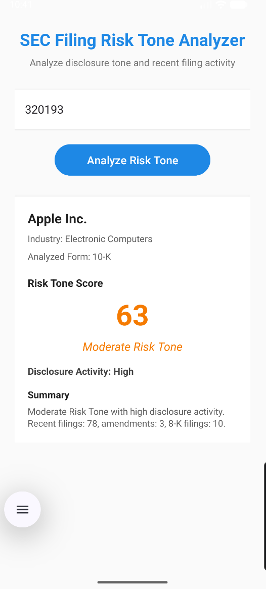 SEC Filing Risk Tone Analyzer
Analyze disclosure tone and recent filing activity
320193
Analyze Risk Tone
Apple Inc.
Industry: Electronic Computers
Analyzed Form: 10-K
Risk Tone Score
63
Moderate Risk Tone
Disclosure Activity: High
Summary
Moderate Risk Tone with high disclosure activity.
Recent filings: 78, amendments: 3, 8-K filings: 10.